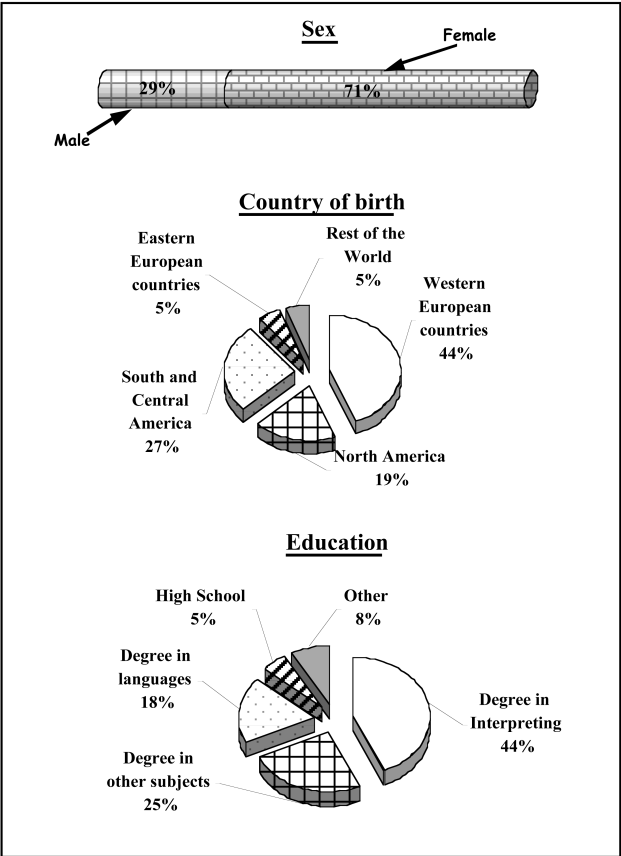 Sex
Female
29%
71%
Male
Country of birth
Eastern
European
countries
5%
Rest of the
World
5%
Western
European
countries
44%
South and
Central
America
27%
North America
19%
Education
High School
5%
Other
8%
Degree in
languages
18%
Degree in
Interpreting
44%
Degree in
other subjects
25%